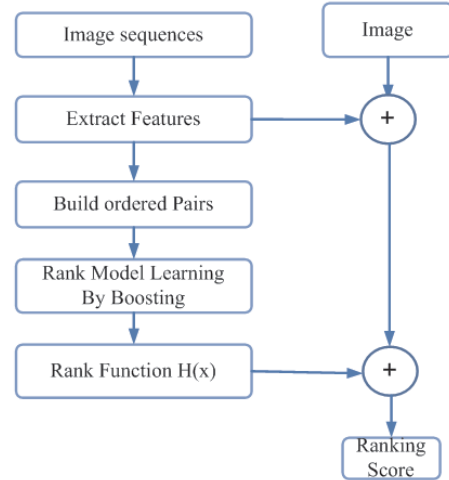 Image sequences
Image
Extract Features
+
Build ordered Pairs
Rank Model Learning
By Boosting
Rank Function H(x)
+
Ranking
Score